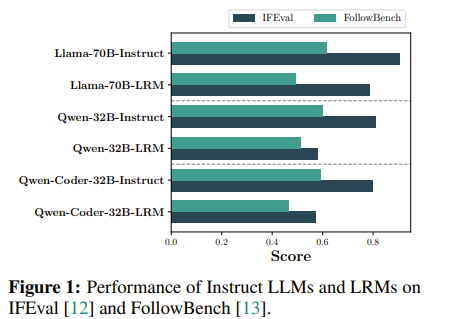 IFEval FollowBench
Llama-70B-Instruct
Llama-70B-LRM
Qwen-32B-Instruct
Qwen-32B-LRM
Qwen-Coder-32B-Instruct
Qwen-Coder-32B-LRM
0.0 0.2 0.4 0.6 0.8
Score
Figure 1: Performance of Instruct LLMs and LRMs on
IFEval [12] and FollowBench [13].